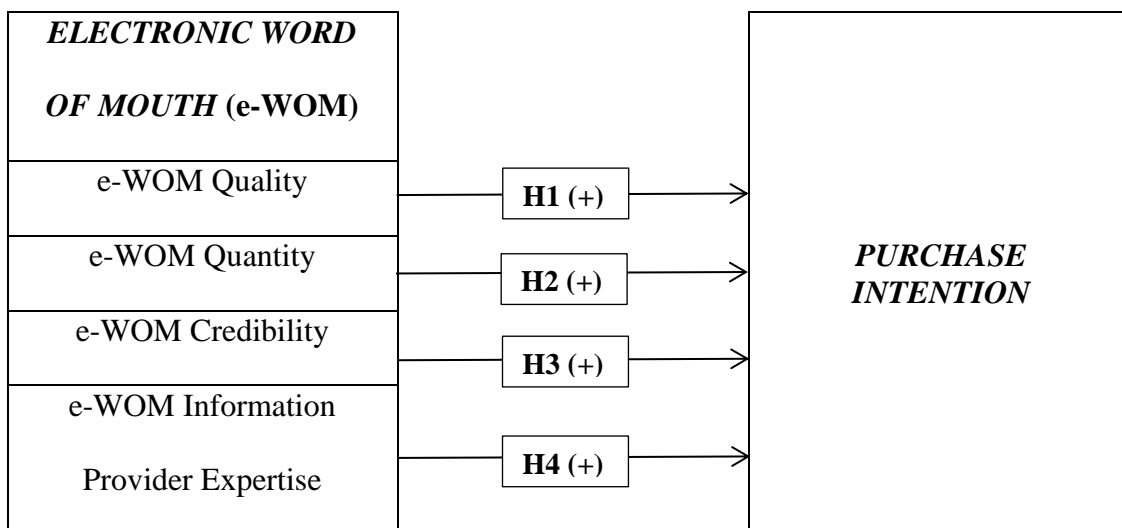 ELECTRONIC WORD
OF MOUTH (e-WOM)
e-WOM Quality
e-WOM Quantity
e-WOM Credibility
e-WOM Information
Provider Expertise
H1 (+)
H2 (+)
H3 (+)
H4 (+)
PURCHASE
INTENTION